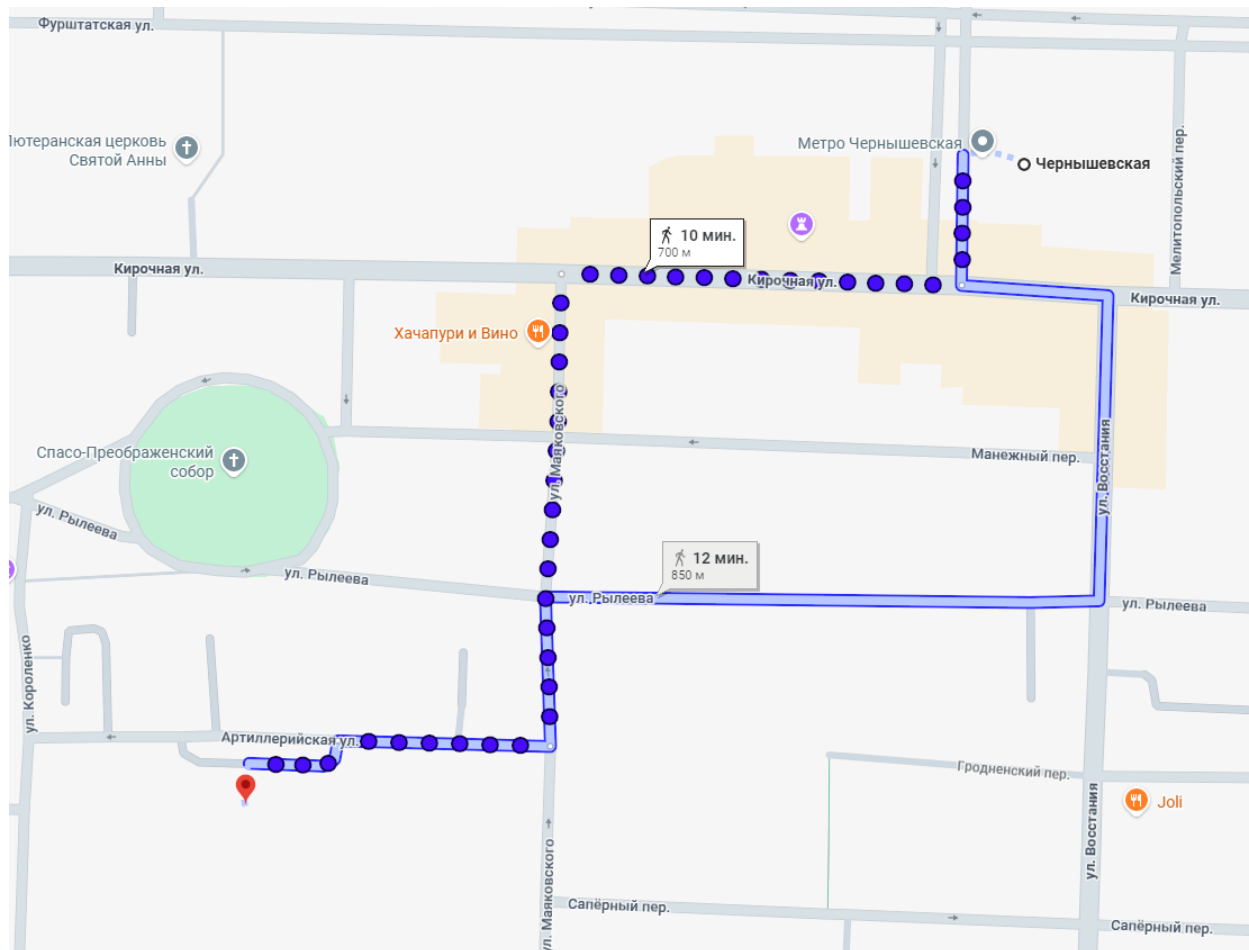 Фурштатская ул.
Лютеранская церковь
Святой Анны
Метро Чернышевская
Чернышевская
Мелитопольский пер.
10 мин.
700 м
Кирочная ул.
Кирочная ул.
Кирочная ул.
Хачапури и Вино
ул. Маяковского
Спасо-Преображенский
собор
Манежный пер.
ул. Восстания
ул. Рылеева
12 мин.
850 м
ул. Рылеева
ул. Рылеева
ул. Рылеева
ул. Короленко
Артиллерийская ул.
Гродненский пер.
Joli
ул. Восстания
ул. Маяковского
Сапёрный пер.
Сапёрный пер.